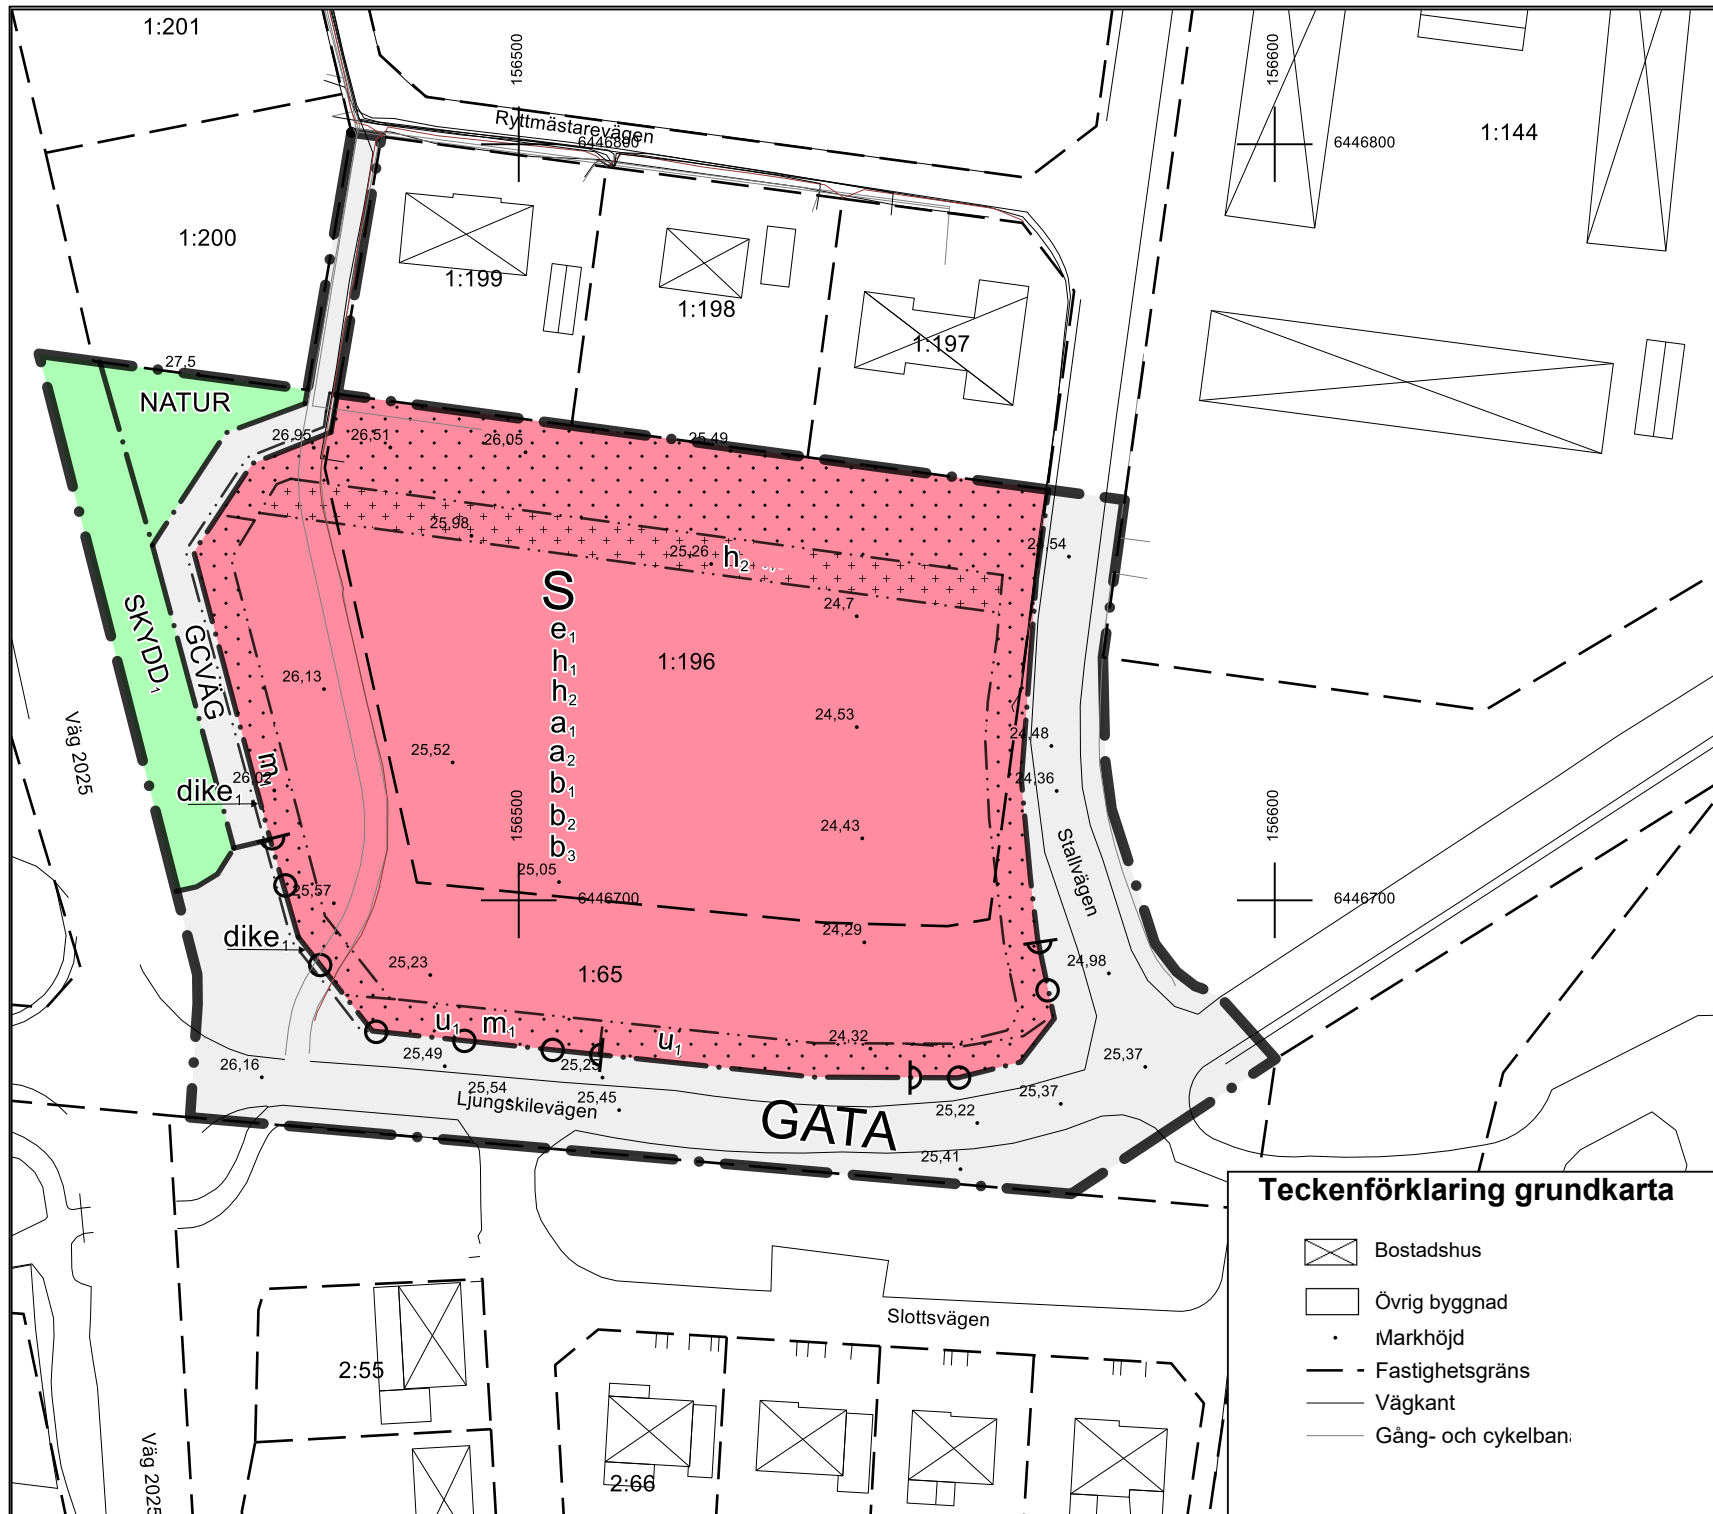 1:201
156500
156600
Ryttmästarevägen
6446800
6446800
1:144
1:200
1:199
1:198
1:197
27,5
NATUR
26,95
26,51
26,05
25,49
25,98
25,26
h2
24,54
24,7
S
e1
h1
h2
a1
a2
b1
b2
b3
1:196
SKYDD1
GCVÄG
26,13
24,53
24,48
24,36
25,52
Väg 2025
m1
26,02
dike1
156500
156600
24,43
Stallvägen
25,05
25,57
6446700
6446700
dike1
24,29
24,98
25,23
1:65
u1 m1
u1
24,32
25,49
25,25
26,16
25,37
25,54
25,45
25,22
25,37
Ljungskilevägen
GATA
25,41
Teckenförklaring grundkarta
Bostadshus
Övrig byggnad
Markhöjd
Fastighetsgräns
Vägkant
Gång- och cykelban
Slottsvägen
2:55
2:66
Väg 2025